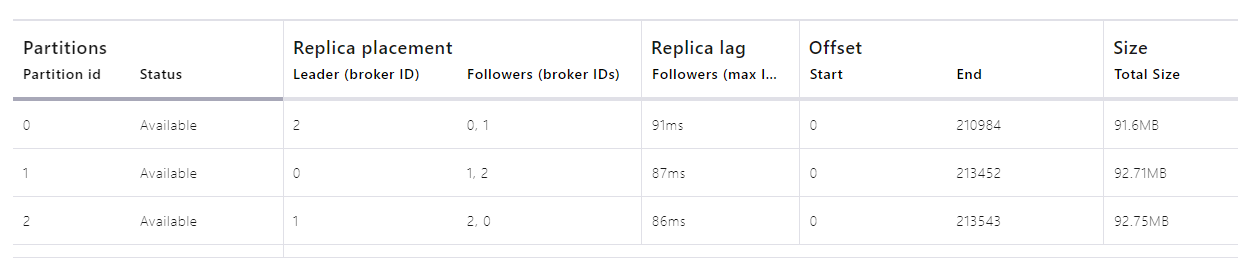 Partitions Replica placement Replica lag Offset Size
Partition id Status Leader (broker ID) Followers (broker IDs) Followers (max l... Start End Total Size
0 Available 2 0, 1 91ms 0 210984 91.6MB
1 Available 0 1, 2 87ms 0 213452 92.71MB
2 Available 1 2, 0 86ms 0 213543 92.75MB